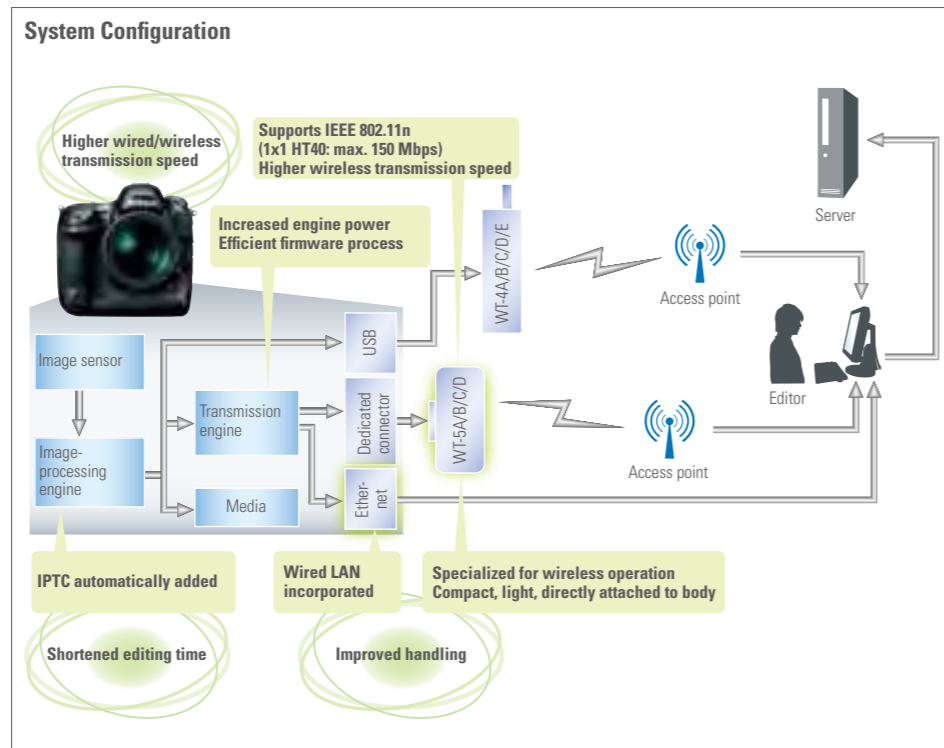 System Configuration
Higher wired/wireless
transmission speed
Supports IEEE 802.11n
(1x1 HT40: max. 150 Mbps)
Higher wireless transmission speed
Increased engine power
Efficient firmware process
WT-4A/B/C/D/E
Access point
Server
Image sensor
USB
Editor
Transmission
engine
Dedicated
connector
WT-5A/B/C/D
Access point
Image-
processing
engine
Media
Ether-
net
IPTC automatically added
Wired LAN
incorporated
Specialized for wireless operation
Compact, light, directly attached to body
Shortened editing time
Improved handling